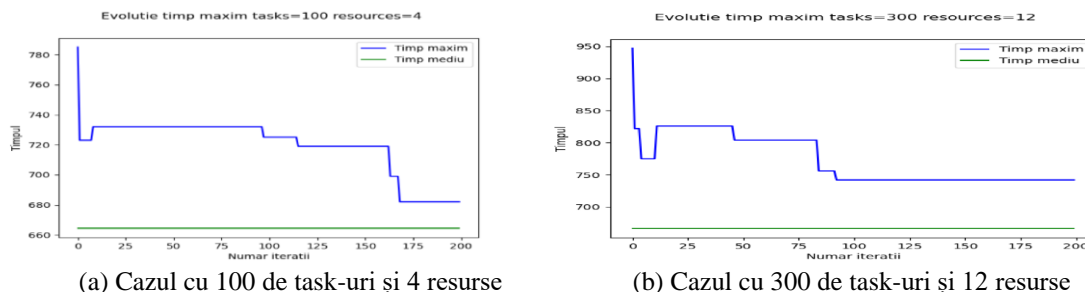 Evolutie timp maxim tasks=100 resources=4
Timp maxim
Timp mediu
780
760
740
720
700
680
660
Timpul
0 25 50 75 100 125 150 175 200
Numar iteratii
(a) Cazul cu 100 de task-uri și 4 resurse
Evolutie timp maxim tasks=300 resources=12
Timp maxim
Timp mediu
950
900
850
800
750
700
Timpul
0 25 50 75 100 125 150 175 200
Numar iteratii
(b) Cazul cu 300 de task-uri și 12 resurse